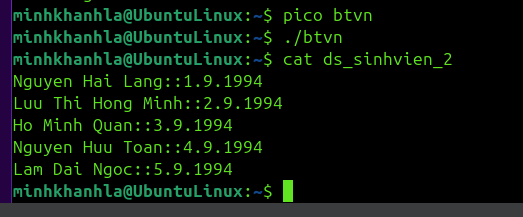 minhkhanhla@UbuntuLinux:~$ pico btvn
minhkhanhla@UbuntuLinux:~$ ./btvn
minhkhanhla@UbuntuLinux:~$ cat ds_sinhvien_2
Nguyen Hai Lang::1.9.1994
Luu Thi Hong Minh::2.9.1994
Ho Minh Quan::3.9.1994
Nguyen Huu Toan::4.9.1994
Lam Dai Ngoc::5.9.1994
minhkhanhla@UbuntuLinux:~$